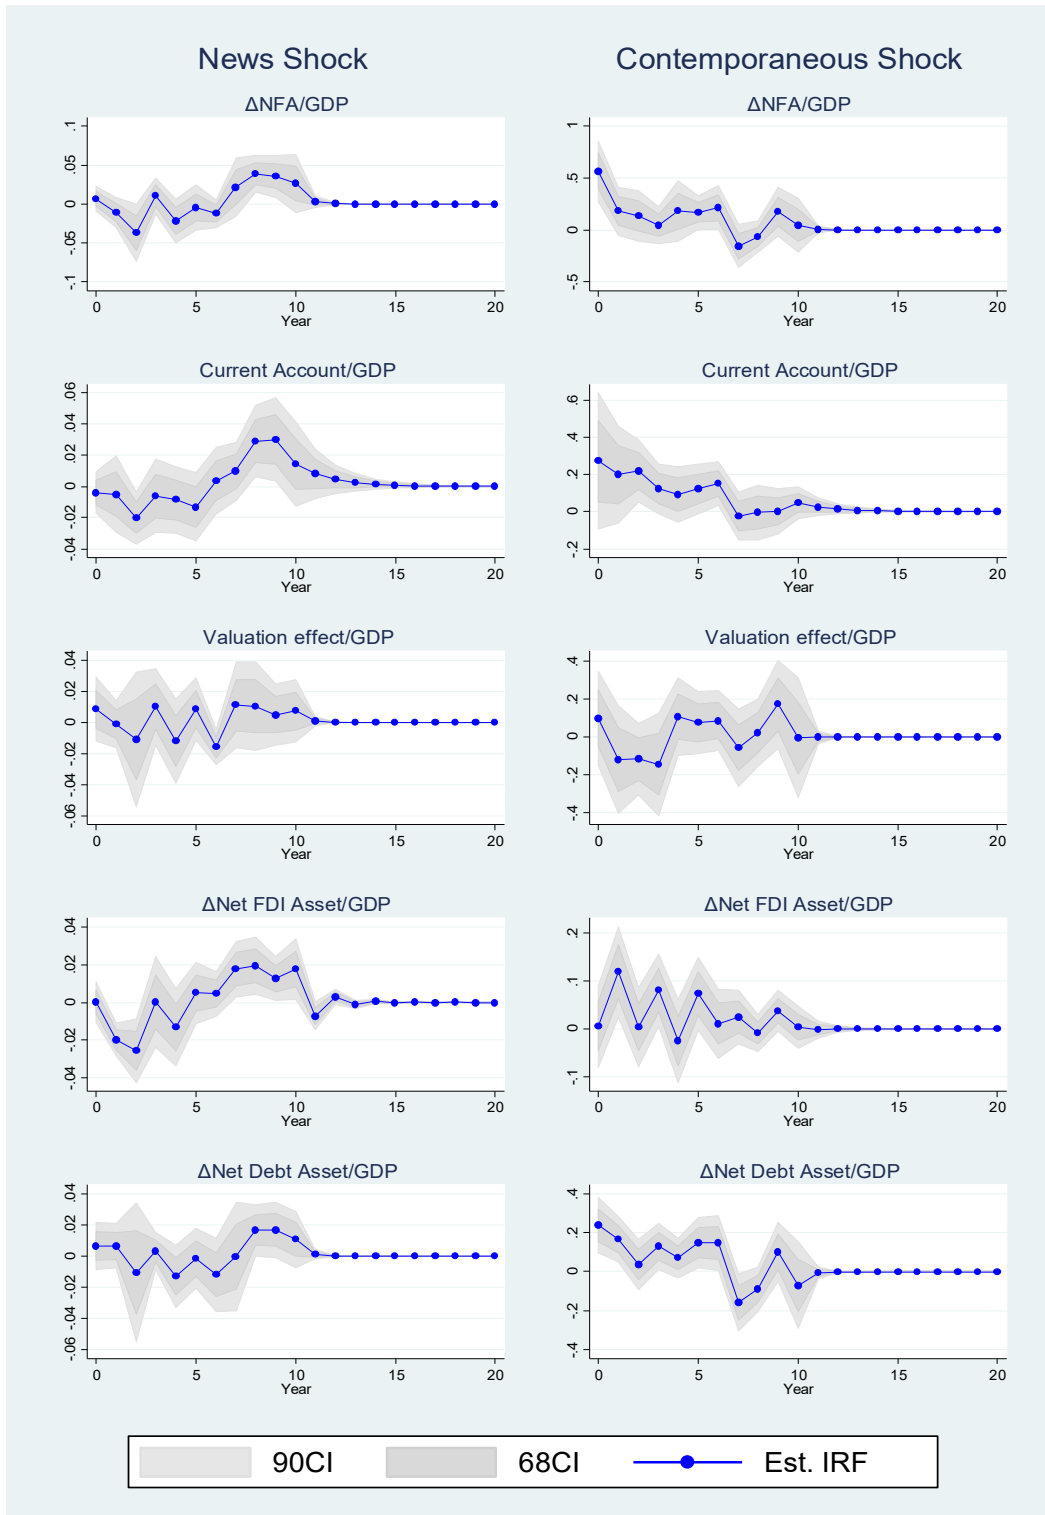 News Shock
Contemporaneous Shock
ΔNFA/GDP
.1
.05
0
-.05
-.1
0 5 10 15 20
Year
ΔNFA/GDP
1
.5
0
-.5
0 5 10 15 20
Year
Current Account/GDP
.06
.04
.02
0
-.02
-.04
0 5 10 15 20
Year
Current Account/GDP
.6
.4
.2
0
-.2
0 5 10 15 20
Year
Valuation effect/GDP
.04
.02
0
-.02
-.04
-.06
0 5 10 15 20
Year
Valuation effect/GDP
.4
.2
0
-.2
-.4
0 5 10 15 20
Year
ΔNet FDI Asset/GDP
.04
.02
0
-.02
-.04
0 5 10 15 20
Year
ΔNet FDI Asset/GDP
.2
.1
0
-.1
0 5 10 15 20
Year
ΔNet Debt Asset/GDP
.04
.02
0
-.02
-.04
-.06
0 5 10 15 20
Year
ΔNet Debt Asset/GDP
.4
.2
0
-.2
-.4
0 5 10 15 20
Year
90CI 68CI Est. IRF